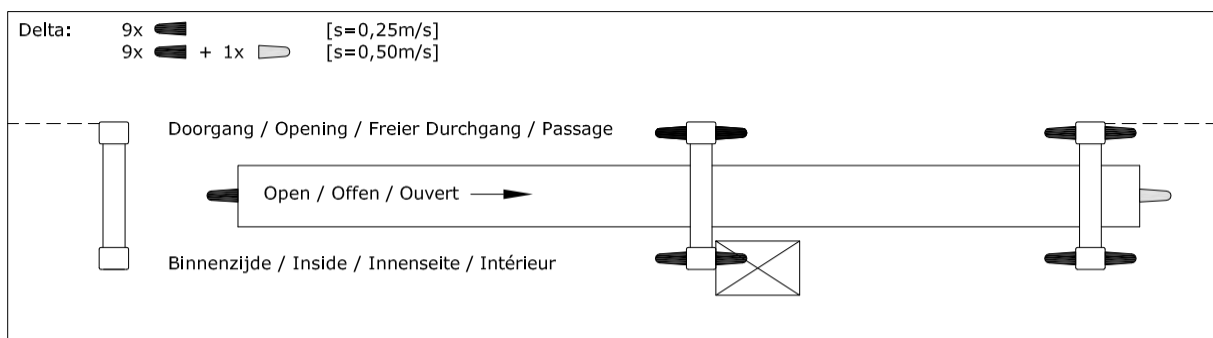 Delta: 9x [s=0,25m/s]
9x + 1x [s=0,50m/s]
Doorgang / Opening / Freier Durchgang / Passage
Open / Offen / Ouvert
Binnenzijde / Inside / Innenseite / Intérieur